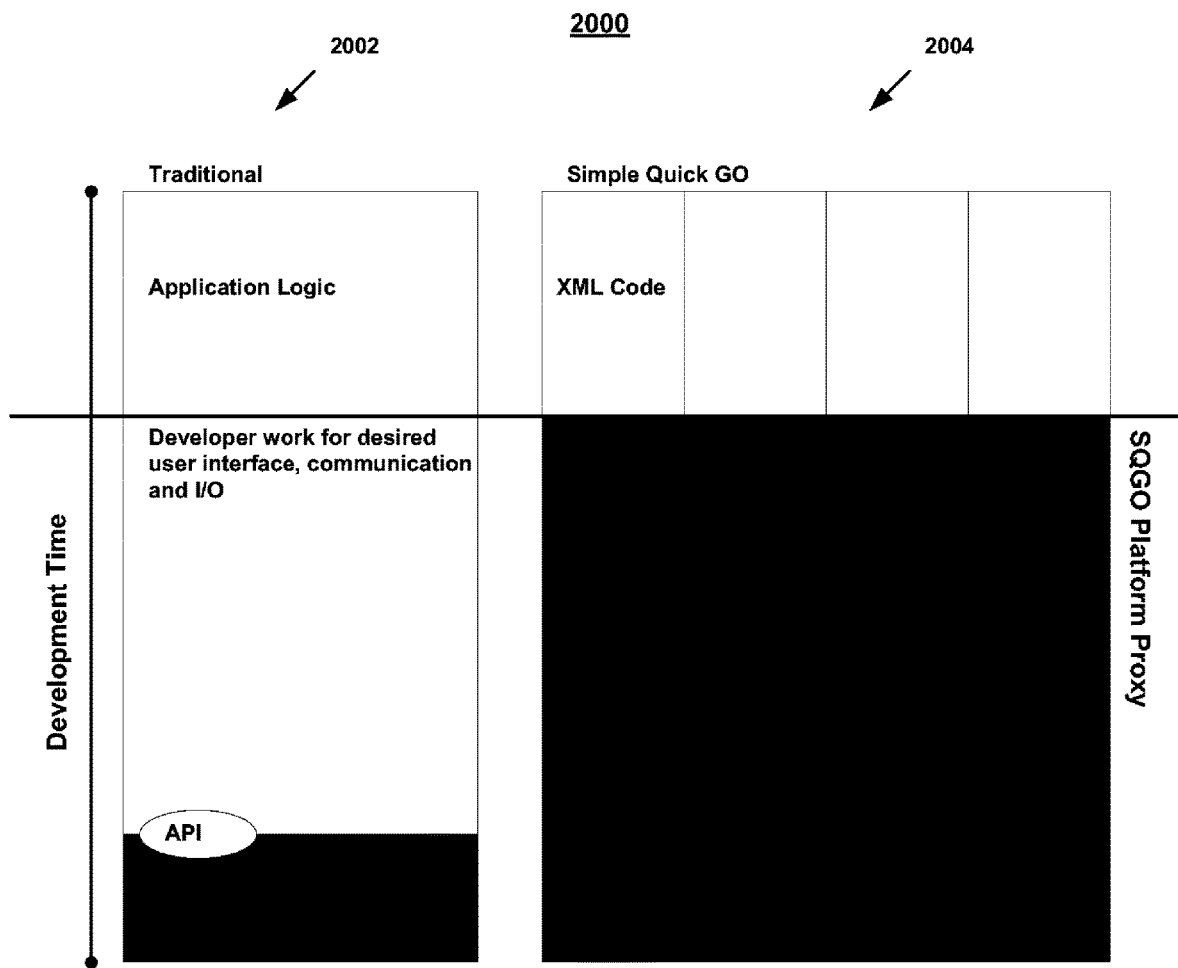 2000
2002
2004
Traditional
Simple Quick GO
Application Logic
XML Code
Developer work for desired
user interface, communication
and I/O
API
Development Time
SQGO Platform Proxy